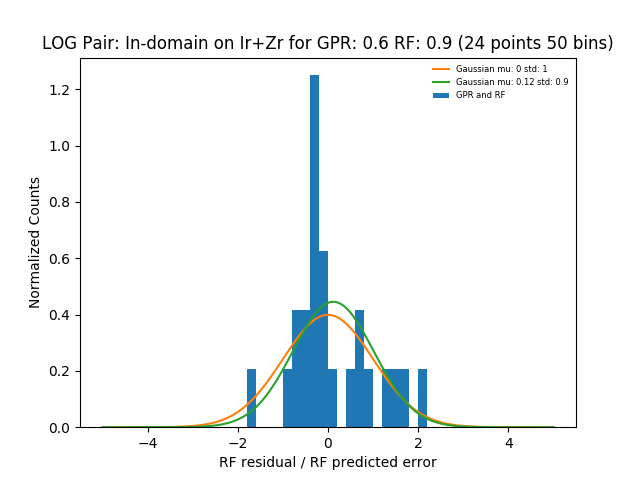 LOG Pair: In-domain on Ir+Zr for GPR: 0.6 RF: 0.9 (24 points 50 bins)
Gaussian mu: 0 std: 1
Gaussian mu: 0.12 std: 0.9
GPR and RF
1.2
1.0
0.8
0.6
0.4
0.2
0.0
Normalized Counts
−4 −2 0 2 4
RF residual / RF predicted error